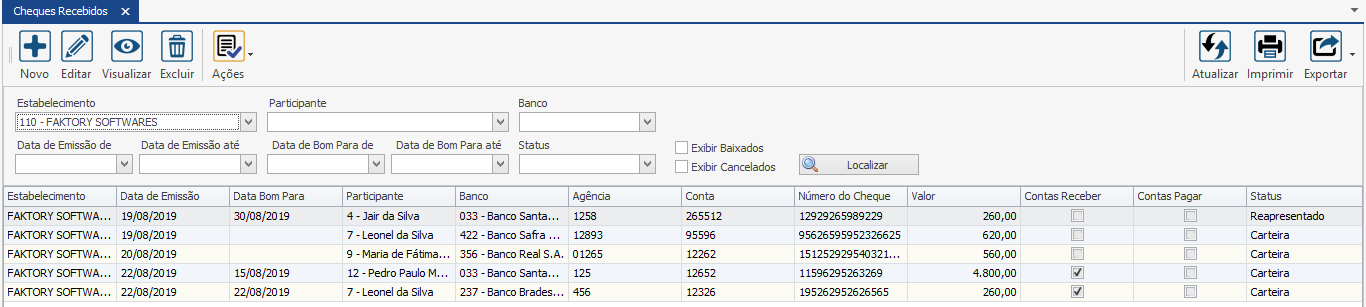 Cheques Recebidos
Novo Editar Visualizar Excluir Ações Atualizar Imprimir Exportar
Estabelecimento Participante Banco
110 - FAKTORY SOFTWARES
Data de Emissão de Data de Emissão até Data de Bom Para de Data de Bom Para até Status
Exibir Baixados
Exibir Cancelados
Localizar
Estabelecimento Data de Emissão Data Bom Para Participante Banco Agência Conta Número do Cheque Valor Contas Receber Contas Pagar Status
FAKTORY SOFTWA... 19/08/2019 30/08/2019 4 - Jair da Silva 033 - Banco Santa... 1258 265512 12929265989229 260,00 Reapresentado
FAKTORY SOFTWA... 19/08/2019 7 - Leonel da Silva 422 - Banco Safra ... 12893 95596 95626595952326625 620,00 Carteira
FAKTORY SOFTWA... 20/08/2019 9 - Maria de Fátima... 356 - Banco Real S.A. 01265 12262 151252929540321... 560,00 Carteira
FAKTORY SOFTWA... 22/08/2019 15/08/2019 12 - Pedro Paulo M... 033 - Banco Santa... 125 12652 11596295263269 4.800,00 Carteira
FAKTORY SOFTWA... 22/08/2019 22/08/2019 7 - Leonel da Silva 237 - Banco Brades... 456 12326 195262952626565 260,00 Carteira